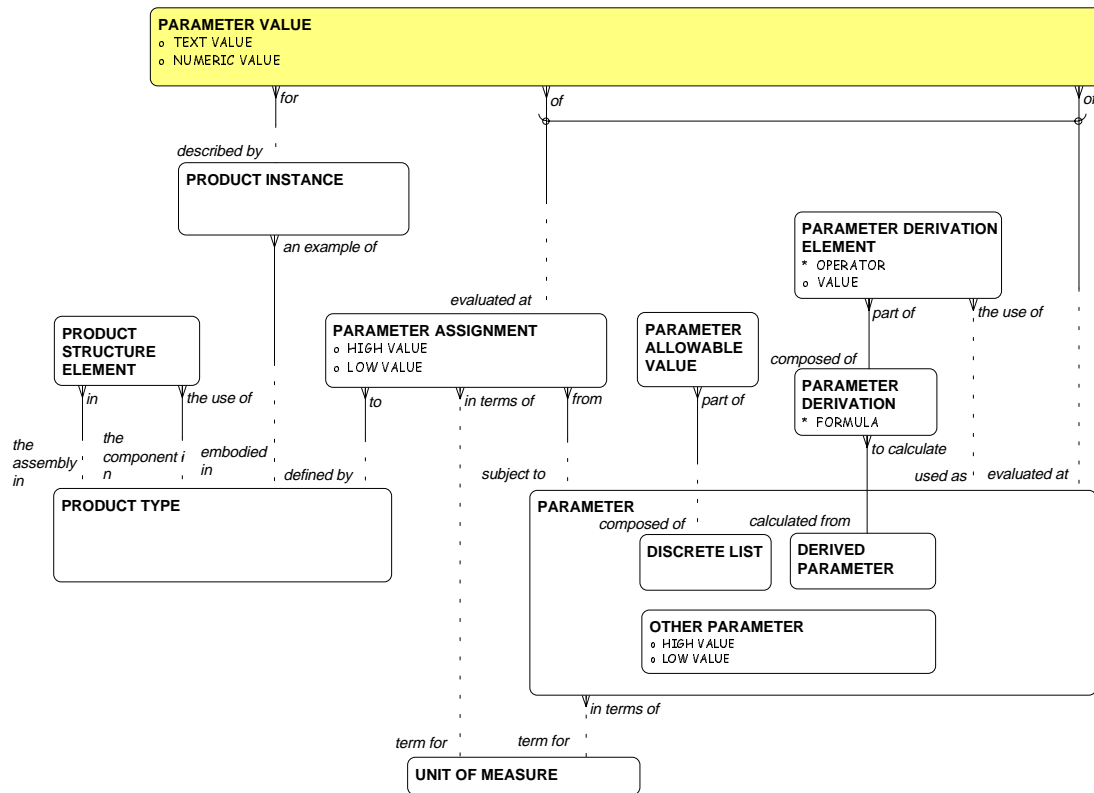 PARAMETER VALUE
o TEXT VALUE
o NUMERIC VALUE
for
of
of
described by
PRODUCT INSTANCE
an example of
PARAMETER DERIVATION
ELEMENT
* OPERATOR
o VALUE
evaluated at
part of
the use of
PRODUCT
STRUCTURE
ELEMENT
PARAMETER ASSIGNMENT
o HIGH VALUE
o LOW VALUE
PARAMETER
ALLOWABLE
VALUE
composed of
PARAMETER
DERIVATION
* FORMULA
in
the use of
to
in terms of
from
part of
to calculate
the
assembly
in
the
component i
n
embodied
in
defined by
subject to
used as
evaluated at
PRODUCT TYPE
PARAMETER
composed of
calculated from
DISCRETE LIST
DERIVED
PARAMETER
OTHER PARAMETER
o HIGH VALUE
o LOW VALUE
in terms of
term for
term for
UNIT OF MEASURE